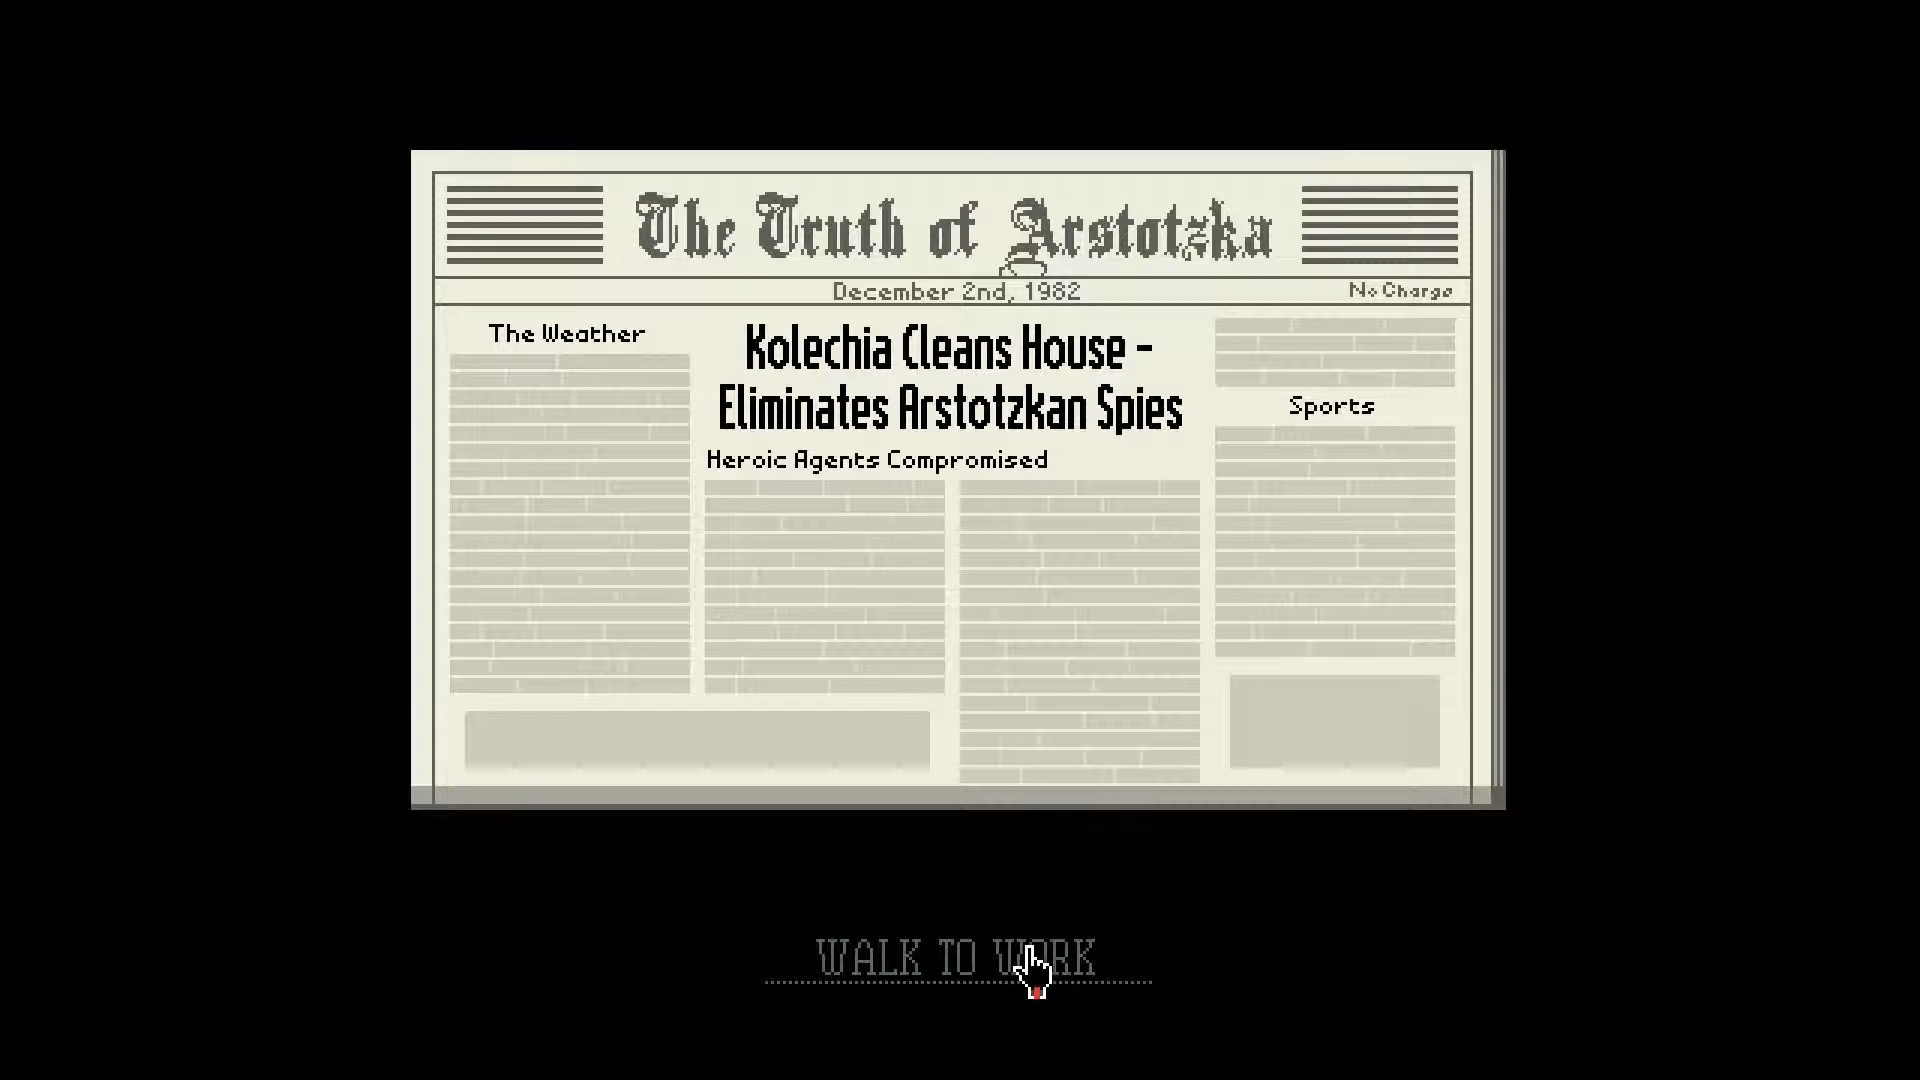 The Truth of Arstotzka
December 2nd, 1982
No Charge
The Weather
Kolechia Cleans House -
Eliminates Arstotzkan Spies
Heroic Agents Compromised
Sports
WALK TO WORK